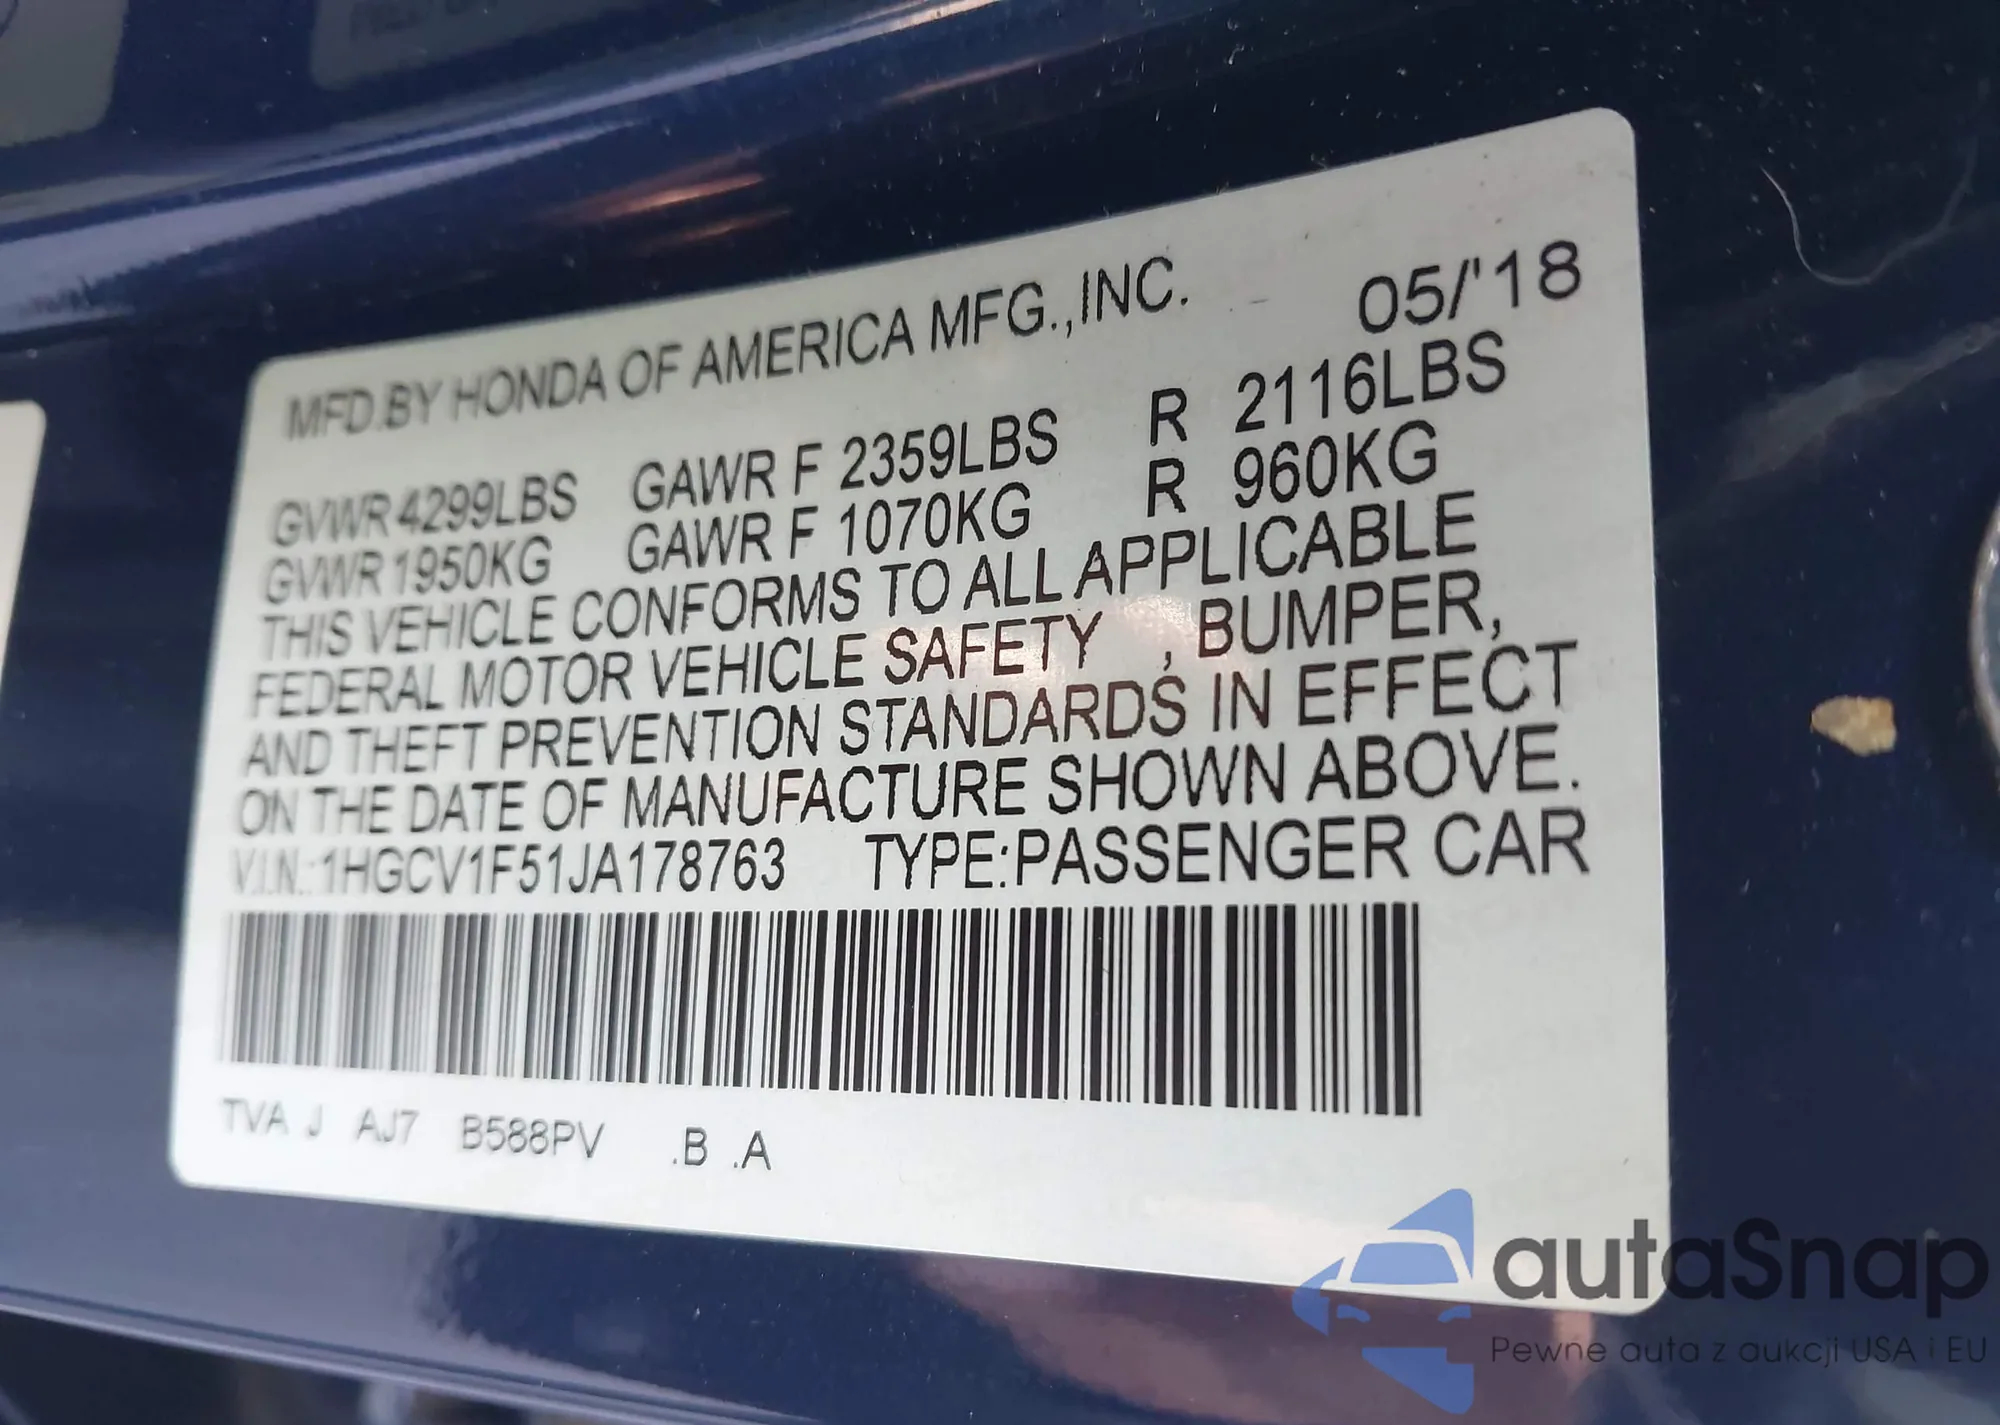 MFD.BY HONDA OF AMERICA MFG.,INC. 05/'18
GVWR 4299LBS GAWR F 2359LBS R 2116LBS
GVWR 1950KG GAWR F 1070KG R 960KG
THIS VEHICLE CONFORMS TO ALL APPLICABLE
FEDERAL MOTOR VEHICLE SAFETY , BUMPER,
AND THEFT PREVENTION STANDARDS IN EFFECT
ON THE DATE OF MANUFACTURE SHOWN ABOVE.
V.I.N.:1HGCV1F51JA178763 TYPE:PASSENGER CAR
TVA J AJ7 B588PV .B .A
autaSnap
Pewne auta z aukcji USA i EU